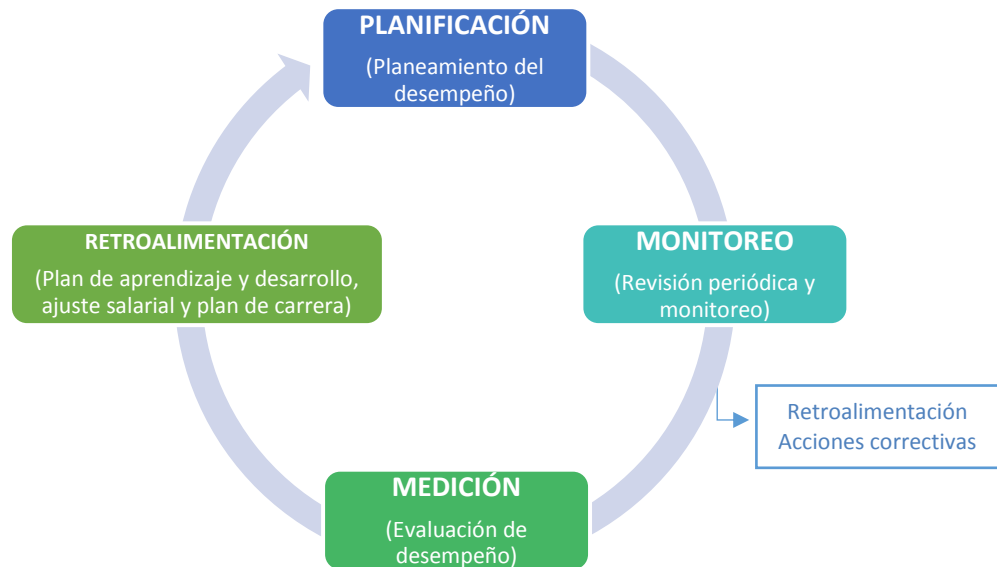 PLANIFICACIÓN
(Planeamiento del
desempeño)
RETROALIMENTACIÓN
(Plan de aprendizaje y desarrollo,
ajuste salarial y plan de carrera)
MONITOREO
(Revisión periódica y
monitoreo)
Retroalimentación
Acciones correctivas
MEDICIÓN
(Evaluación de
desempeño)